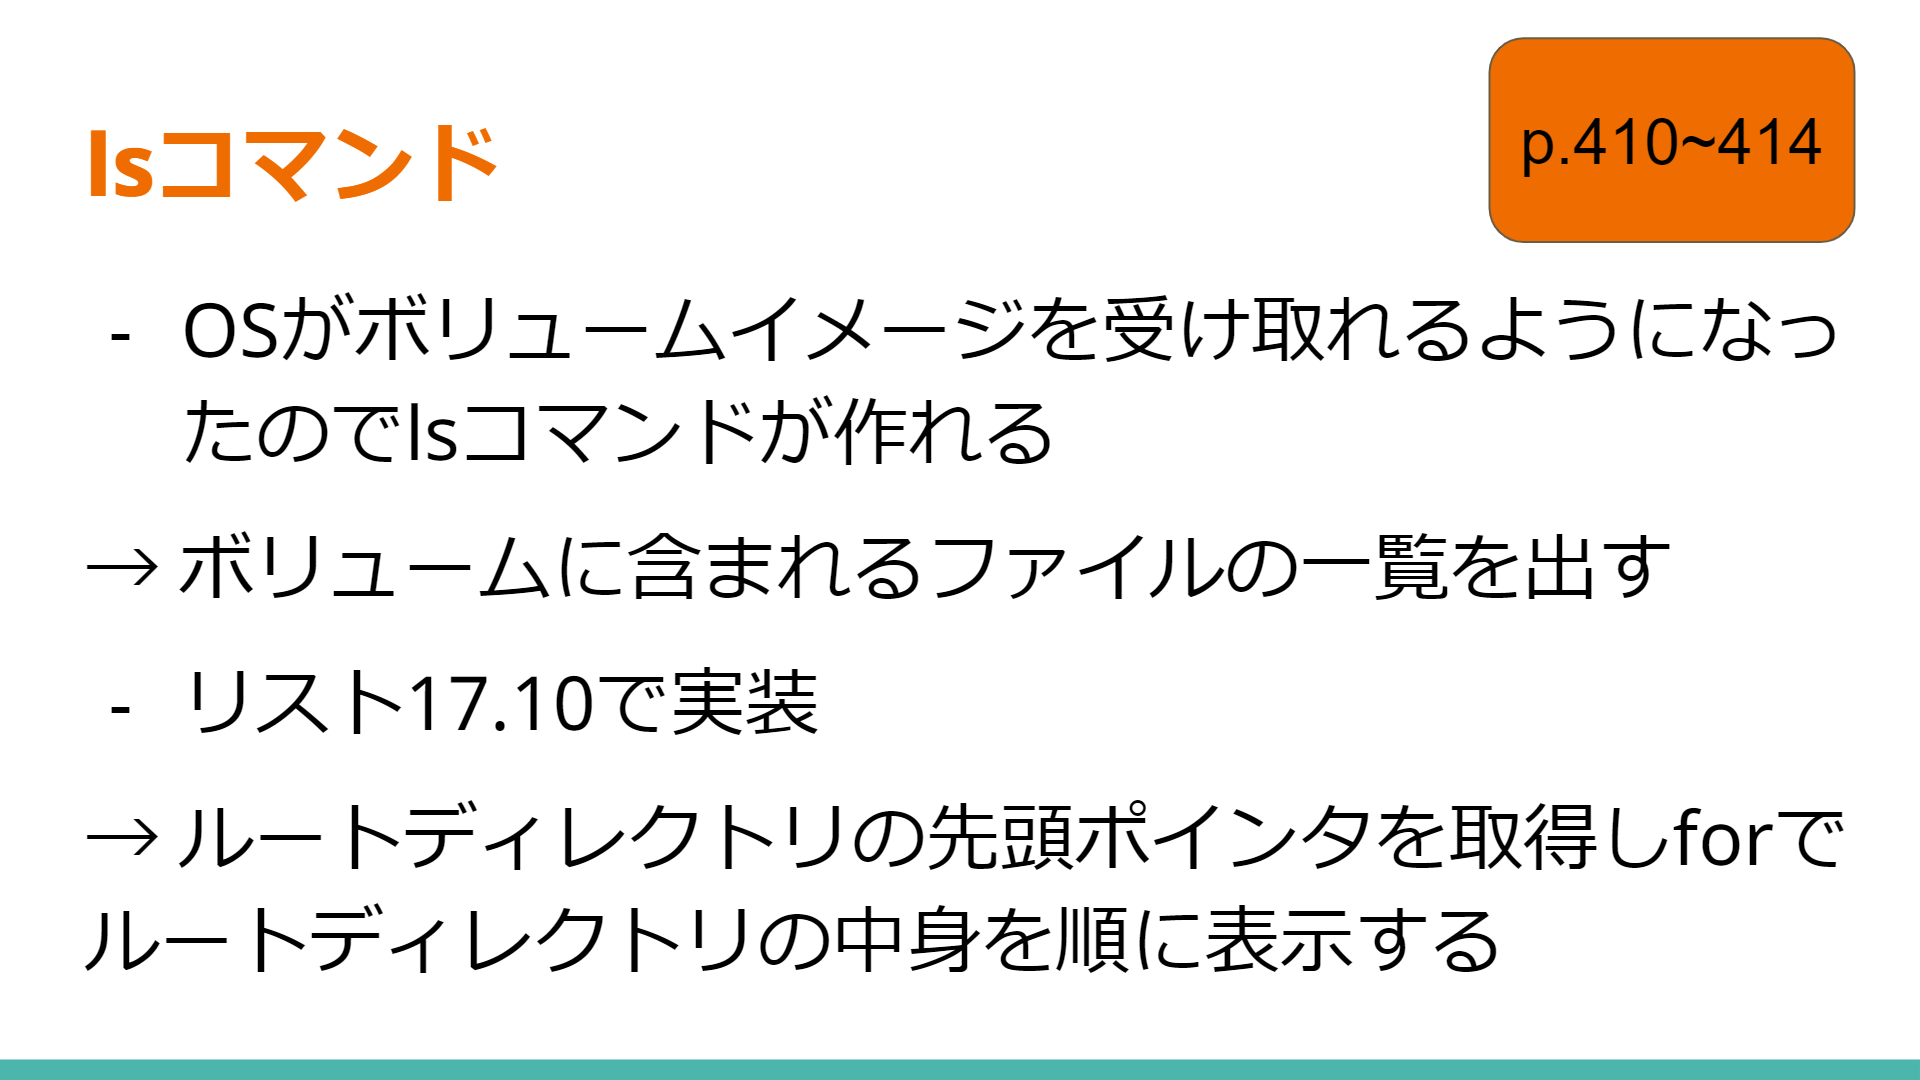 lsコマンド
p.410~414
- OSがボリュームイメージを受け取れるようになっ
たのでlsコマンドが作れる
→ ボリュームに含まれるファイルの一覧を出す
- リスト17.10で実装
→ ルートディレクトリの先頭ポインタを取得しforで
ルートディレクトリの中身を順に表示する